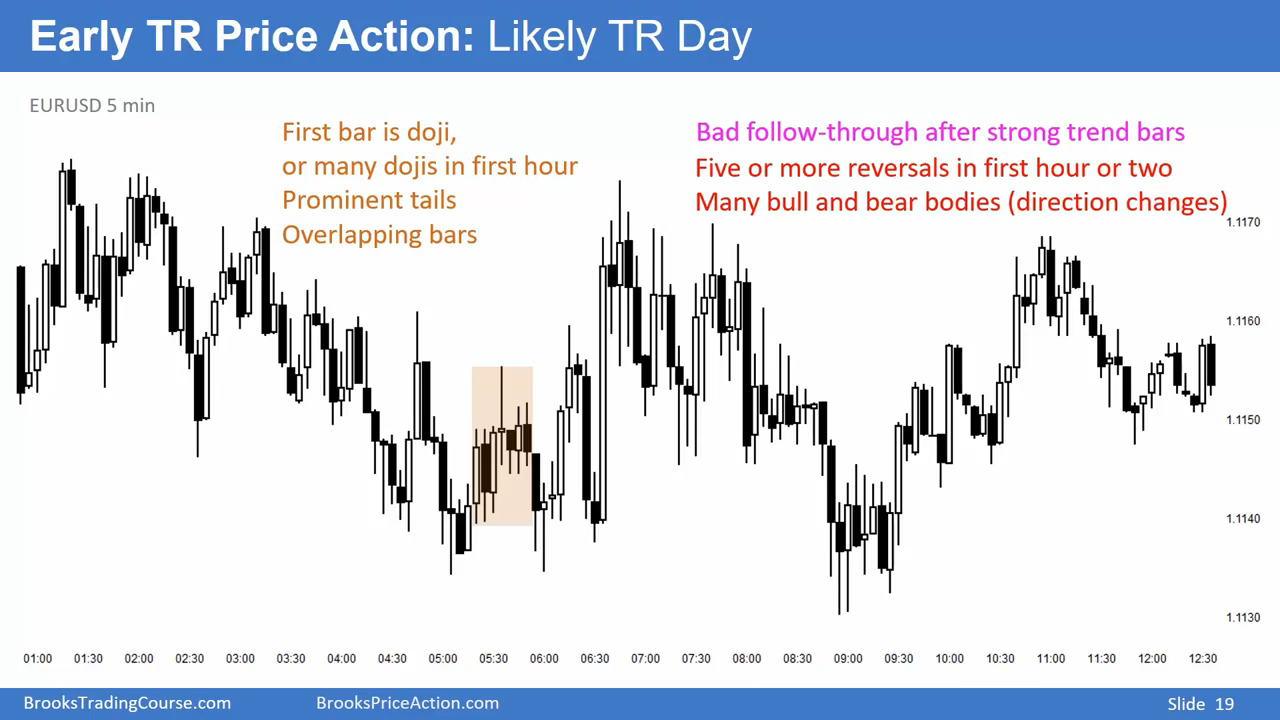 Early TR Price Action: Likely TR Day
EURUSD 5 min
First bar is doji,
or many dojis in first hour
Prominent tails
Overlapping bars
Bad follow-through after strong trend bars
Five or more reversals in first hour or two
Many bull and bear bodies (direction changes)
1.1170
1.1160
1.1150
1.1140
1.1130
01:00 01:30 02:00 02:30 03:00 03:30 04:00 04:30 05:00 05:30 06:00 06:30 07:00 07:30 08:00 08:30 09:00 09:30 10:00 10:30 11:00 11:30 12:00 12:30
BrooksTradingCourse.com BrooksPriceAction.com Slide 19